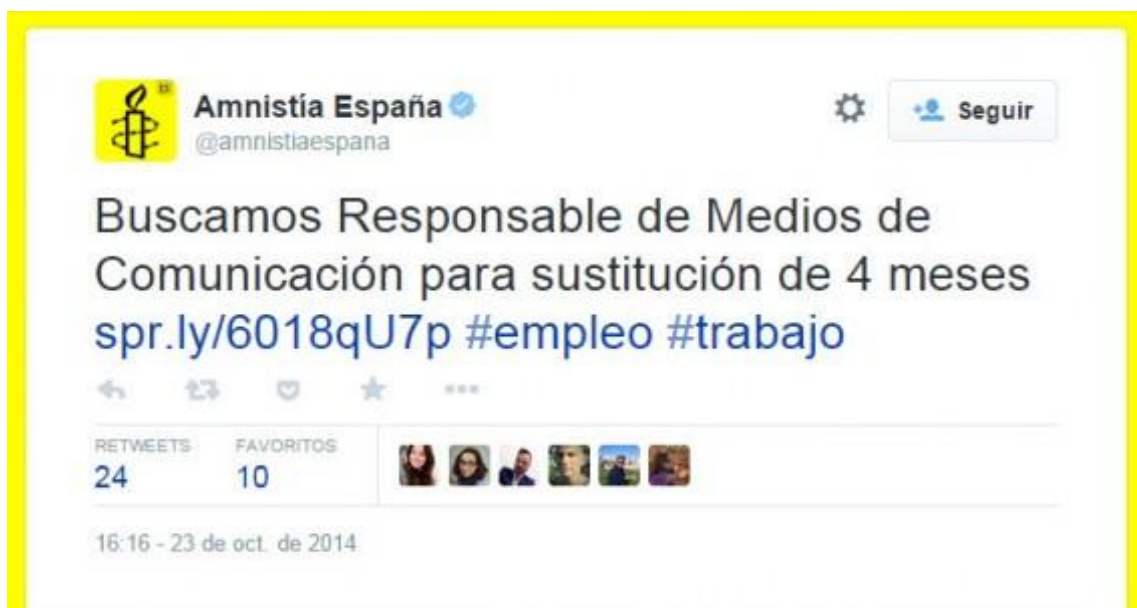 Amnistía España
@amnistiaespana
Seguir
Buscamos Responsable de Medios de
Comunicación para sustitución de 4 meses
spr.ly/6018qU7p #empleo #trabajo
RETWEETS FAVORITOS
24 10
16:16 - 23 de oct. de 2014